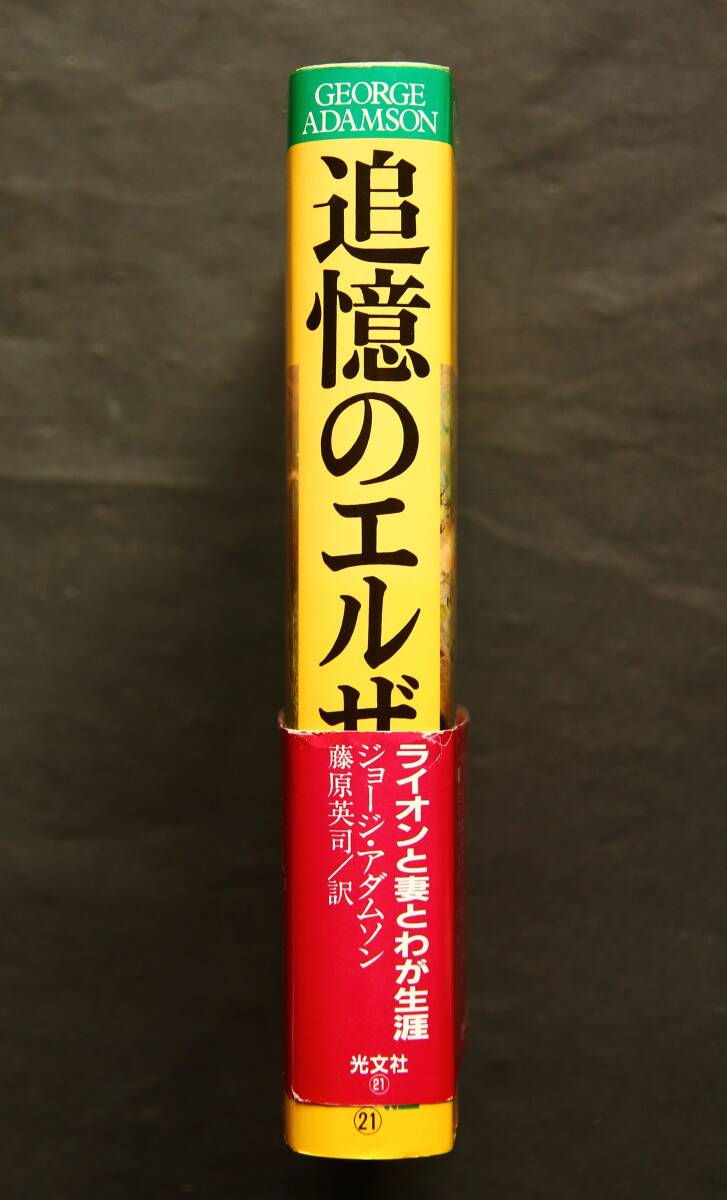 GEORGE
ADAMSON
追憶のエルザ
ライオンと妻とわが生涯
ジョージ・アダムソン
藤原英司/訳
光文社
㉑
㉑